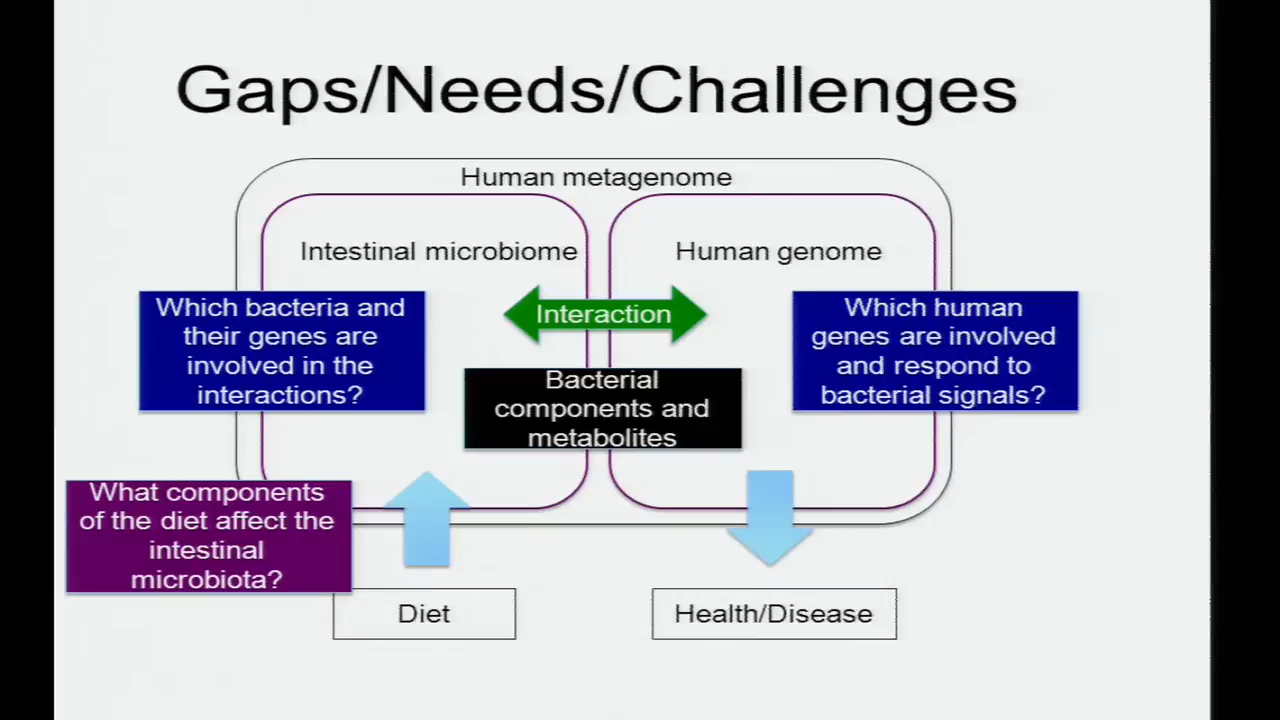 Gaps/Needs/Challenges
Human metagenome
Intestinal microbiome
Human genome
Which bacteria and
their genes are
involved in the
interactions?
Interaction
Which human
genes are involved
and respond to
bacterial signals?
Bacterial
components and
metabolites
What components
of the diet affect the
intestinal
microbiota?
Diet
Health/Disease